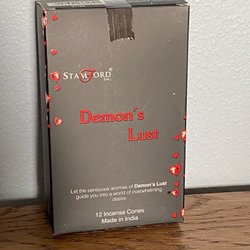 STAMFORD®
INC.
Demon's
Lust
Let the sensuous aromas of Demon's Lust
guide you into a world of overwhelming
desire.
12 Incense Cones
Made in India